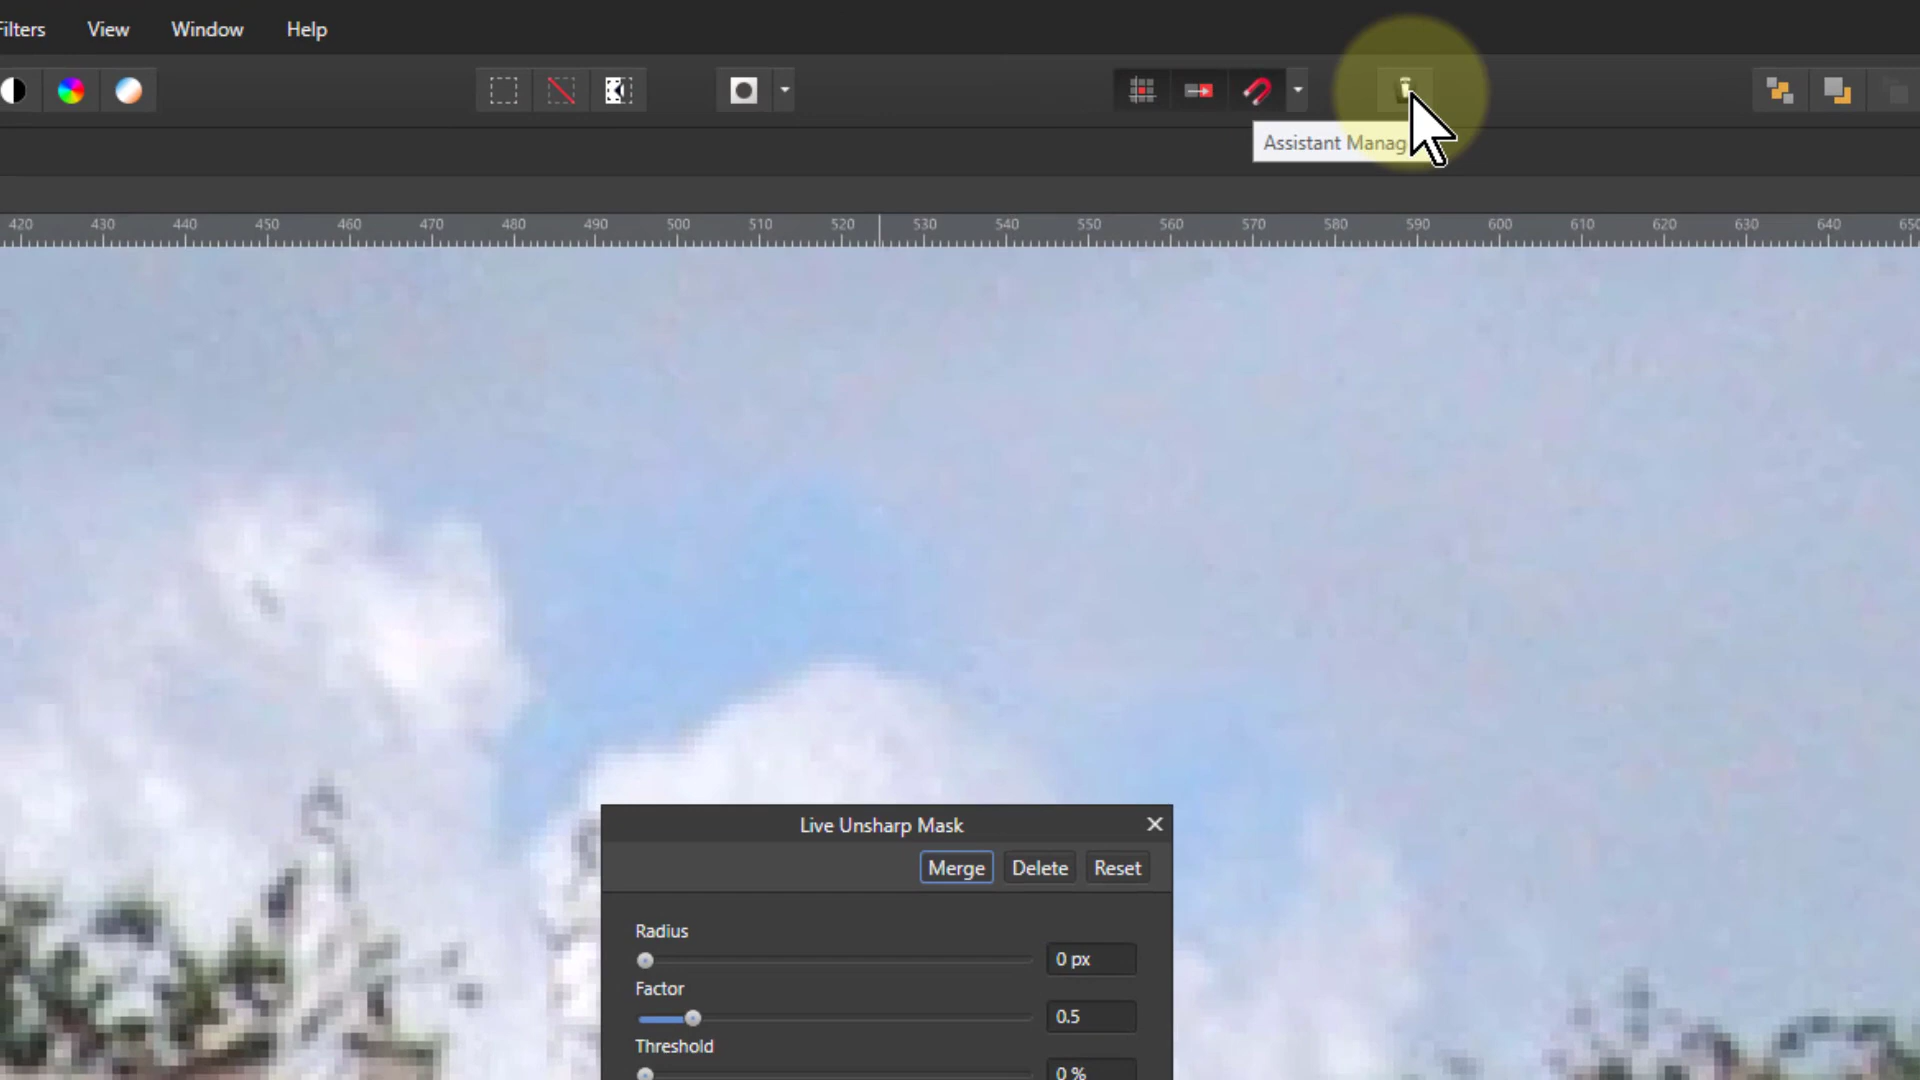 Filters View Window Help
Assistant Manag
420 430 440 450 460 470 480 490 500 510 520 530 540 550 560 570 580 590 600 610 620 630 640 650
Live Unsharp Mask
Merge Delete Reset
Radius
0 px
Factor
0.5
Threshold
0 %